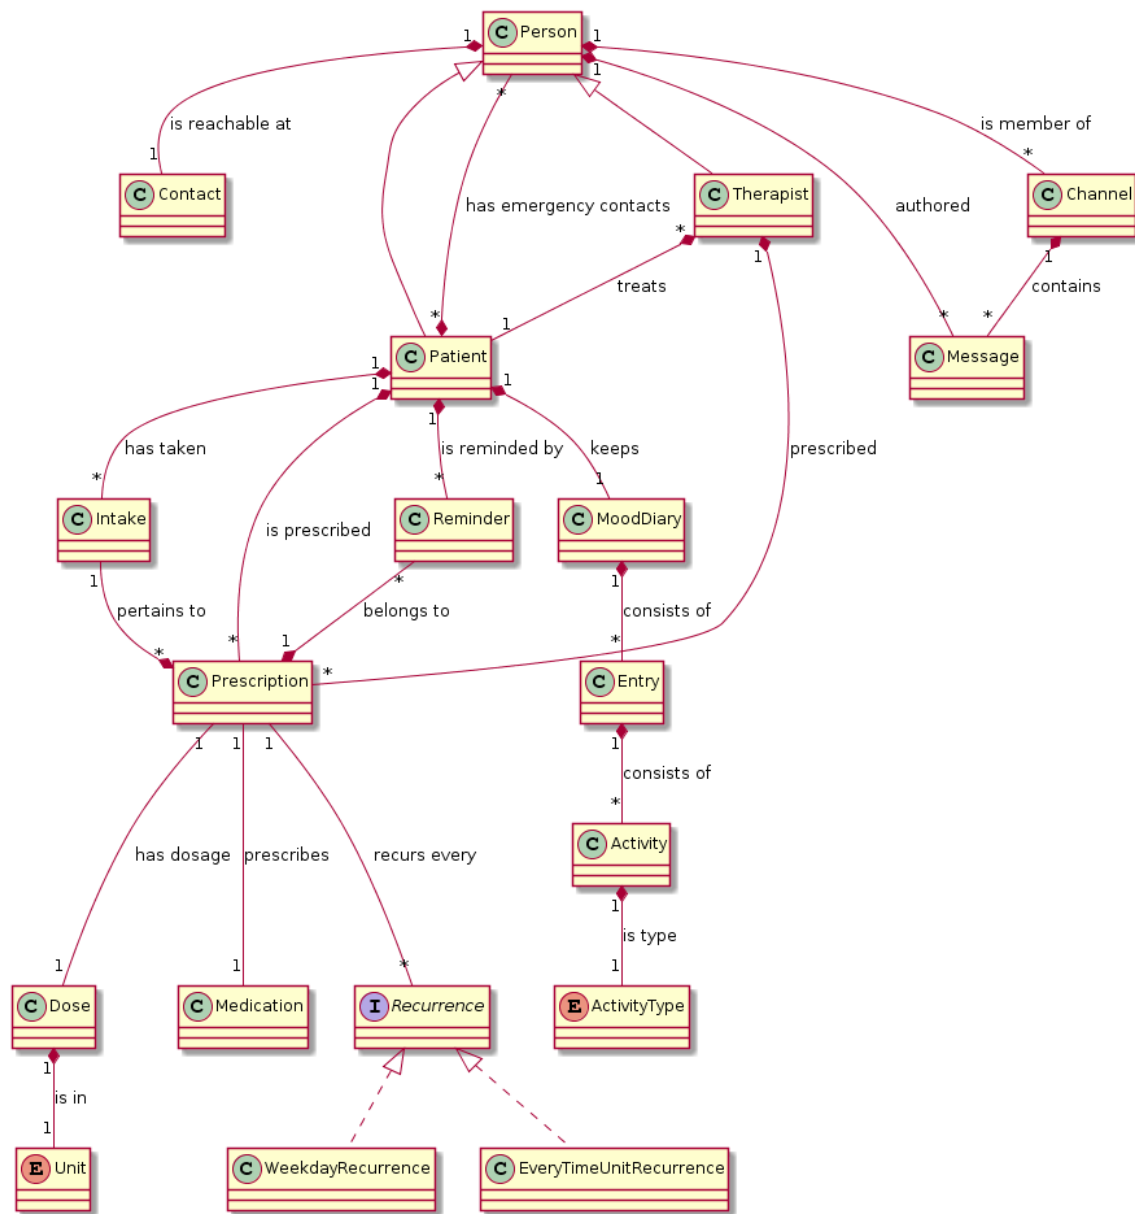 1 C Person 1
1
*
is reachable at
is member of
1
*
C Contact
C Therapist
C Channel
has emergency contacts
authored
*
1
1
treats
contains
*
1
*
*
C Patient
C Message
1
1
1
1
has taken
is reminded by
keeps
prescribed
*
*
1
C Intake
C Reminder
C MoodDiary
is prescribed
1
*
1
pertains to
belongs to
consists of
*
*
1
*
*
C Prescription
C Entry
1
1
1
1
consists of
*
has dosage
prescribes
recurs every
C Activity
1
is type
1
1
*
1
C Dose
C Medication
I Recurrence
E ActivityType
1
is in
1
E Unit
C WeekdayRecurrence
C EveryTimeUnitRecurrence